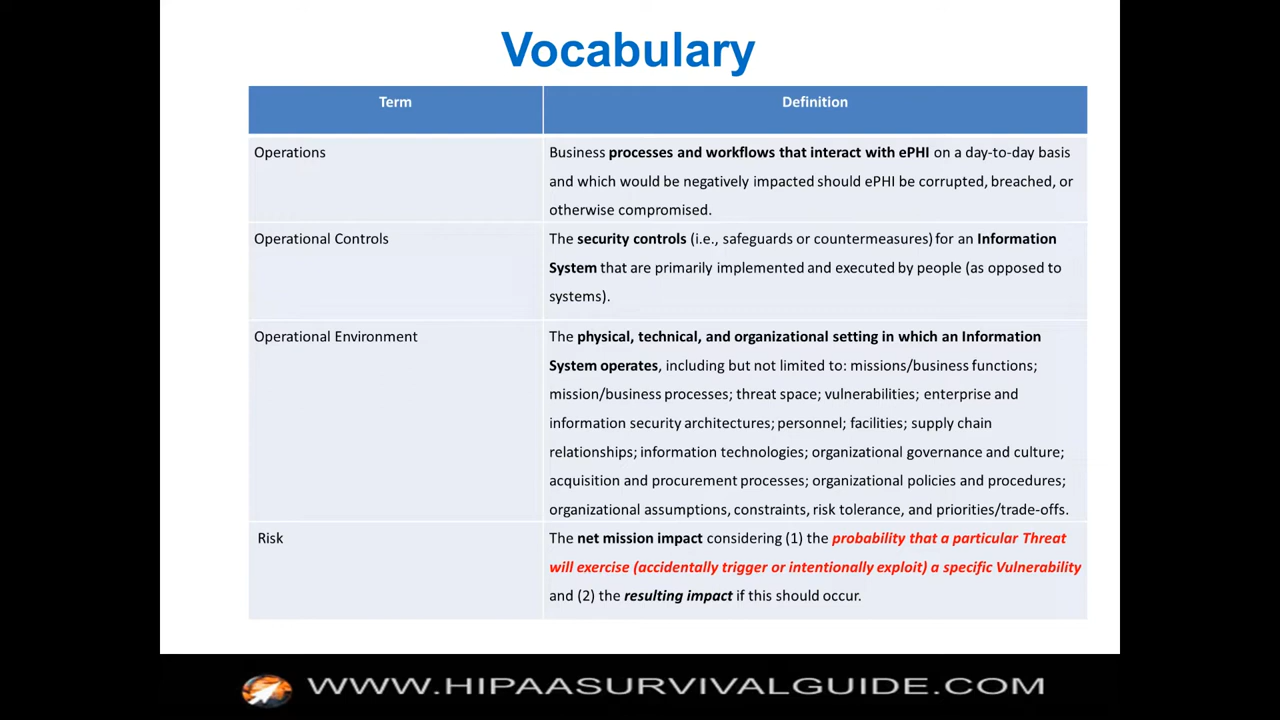 Vocabulary
Term
Definition
Operations
Business processes and workflows that interact with ePHI on a day-to-day basis
and which would be negatively impacted should ePHI be corrupted, breached, or
otherwise compromised.
Operational Controls
The security controls (i.e., safeguards or countermeasures) for an Information
System that are primarily implemented and executed by people (as opposed to
systems).
Operational Environment
The physical, technical, and organizational setting in which an Information
System operates, including but not limited to: missions/business functions;
mission/business processes; threat space; vulnerabilities; enterprise and
information security architectures; personnel; facilities; supply chain
relationships; information technologies; organizational governance and culture;
acquisition and procurement processes; organizational policies and procedures;
organizational assumptions, constraints, risk tolerance, and priorities/trade-offs.
Risk
The net mission impact considering (1) the probability that a particular Threat
will exercise (accidentally trigger or intentionally exploit) a specific Vulnerability
and (2) the resulting impact if this should occur.
WWW.HIPAASURVIVALGUIDE.COM